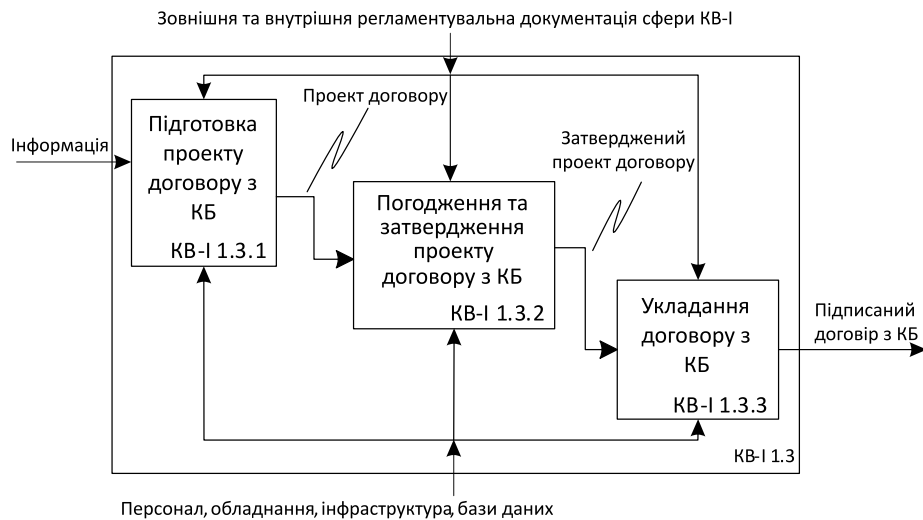 Зовнішня та внутрішня регламентувальна документація сфери КВ-І
Проект договору
Інформація
Підготовка
проекту
договору з
КБ
КВ-І 1.3.1
Затверджений
проект договору
Погодження та
затвердження
проекту
договору з КБ
КВ-І 1.3.2
Укладання
договору з
КБ
КВ-І 1.3.3
Підписаний
договір з КБ
КВ-І 1.3
Персонал, обладнання, інфраструктура, бази даних